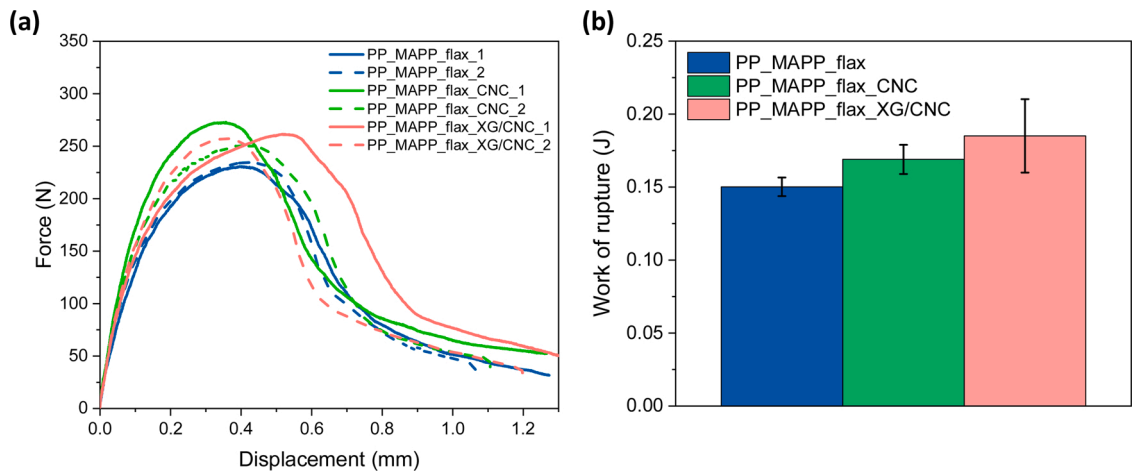 (a)
350
300
250
200
150
100
50
0
Force (N)
PP_MAPP_flax_1
PP_MAPP_flax_2
PP_MAPP_flax_CNC_1
PP_MAPP_flax_CNC_2
PP_MAPP_flax_XG/CNC_1
PP_MAPP_flax_XG/CNC_2
0.0 0.2 0.4 0.6 0.8 1.0 1.2
Displacement (mm)
(b)
0.25
0.20
0.15
0.10
0.05
0.00
Work of rupture (J)
PP_MAPP_flax
PP_MAPP_flax_CNC
PP_MAPP_flax_XG/CNC